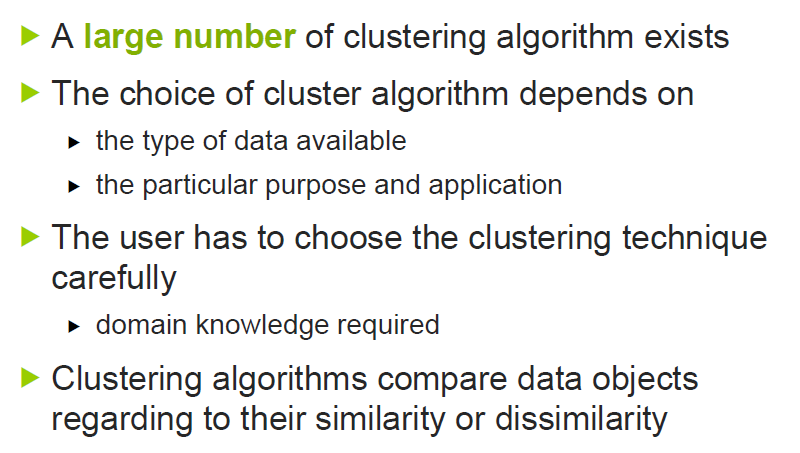 A large number of clustering algorithm exists
The choice of cluster algorithm depends on
the type of data available
the particular purpose and application
The user has to choose the clustering technique
carefully
domain knowledge required
Clustering algorithms compare data objects
regarding to their similarity or dissimilarity